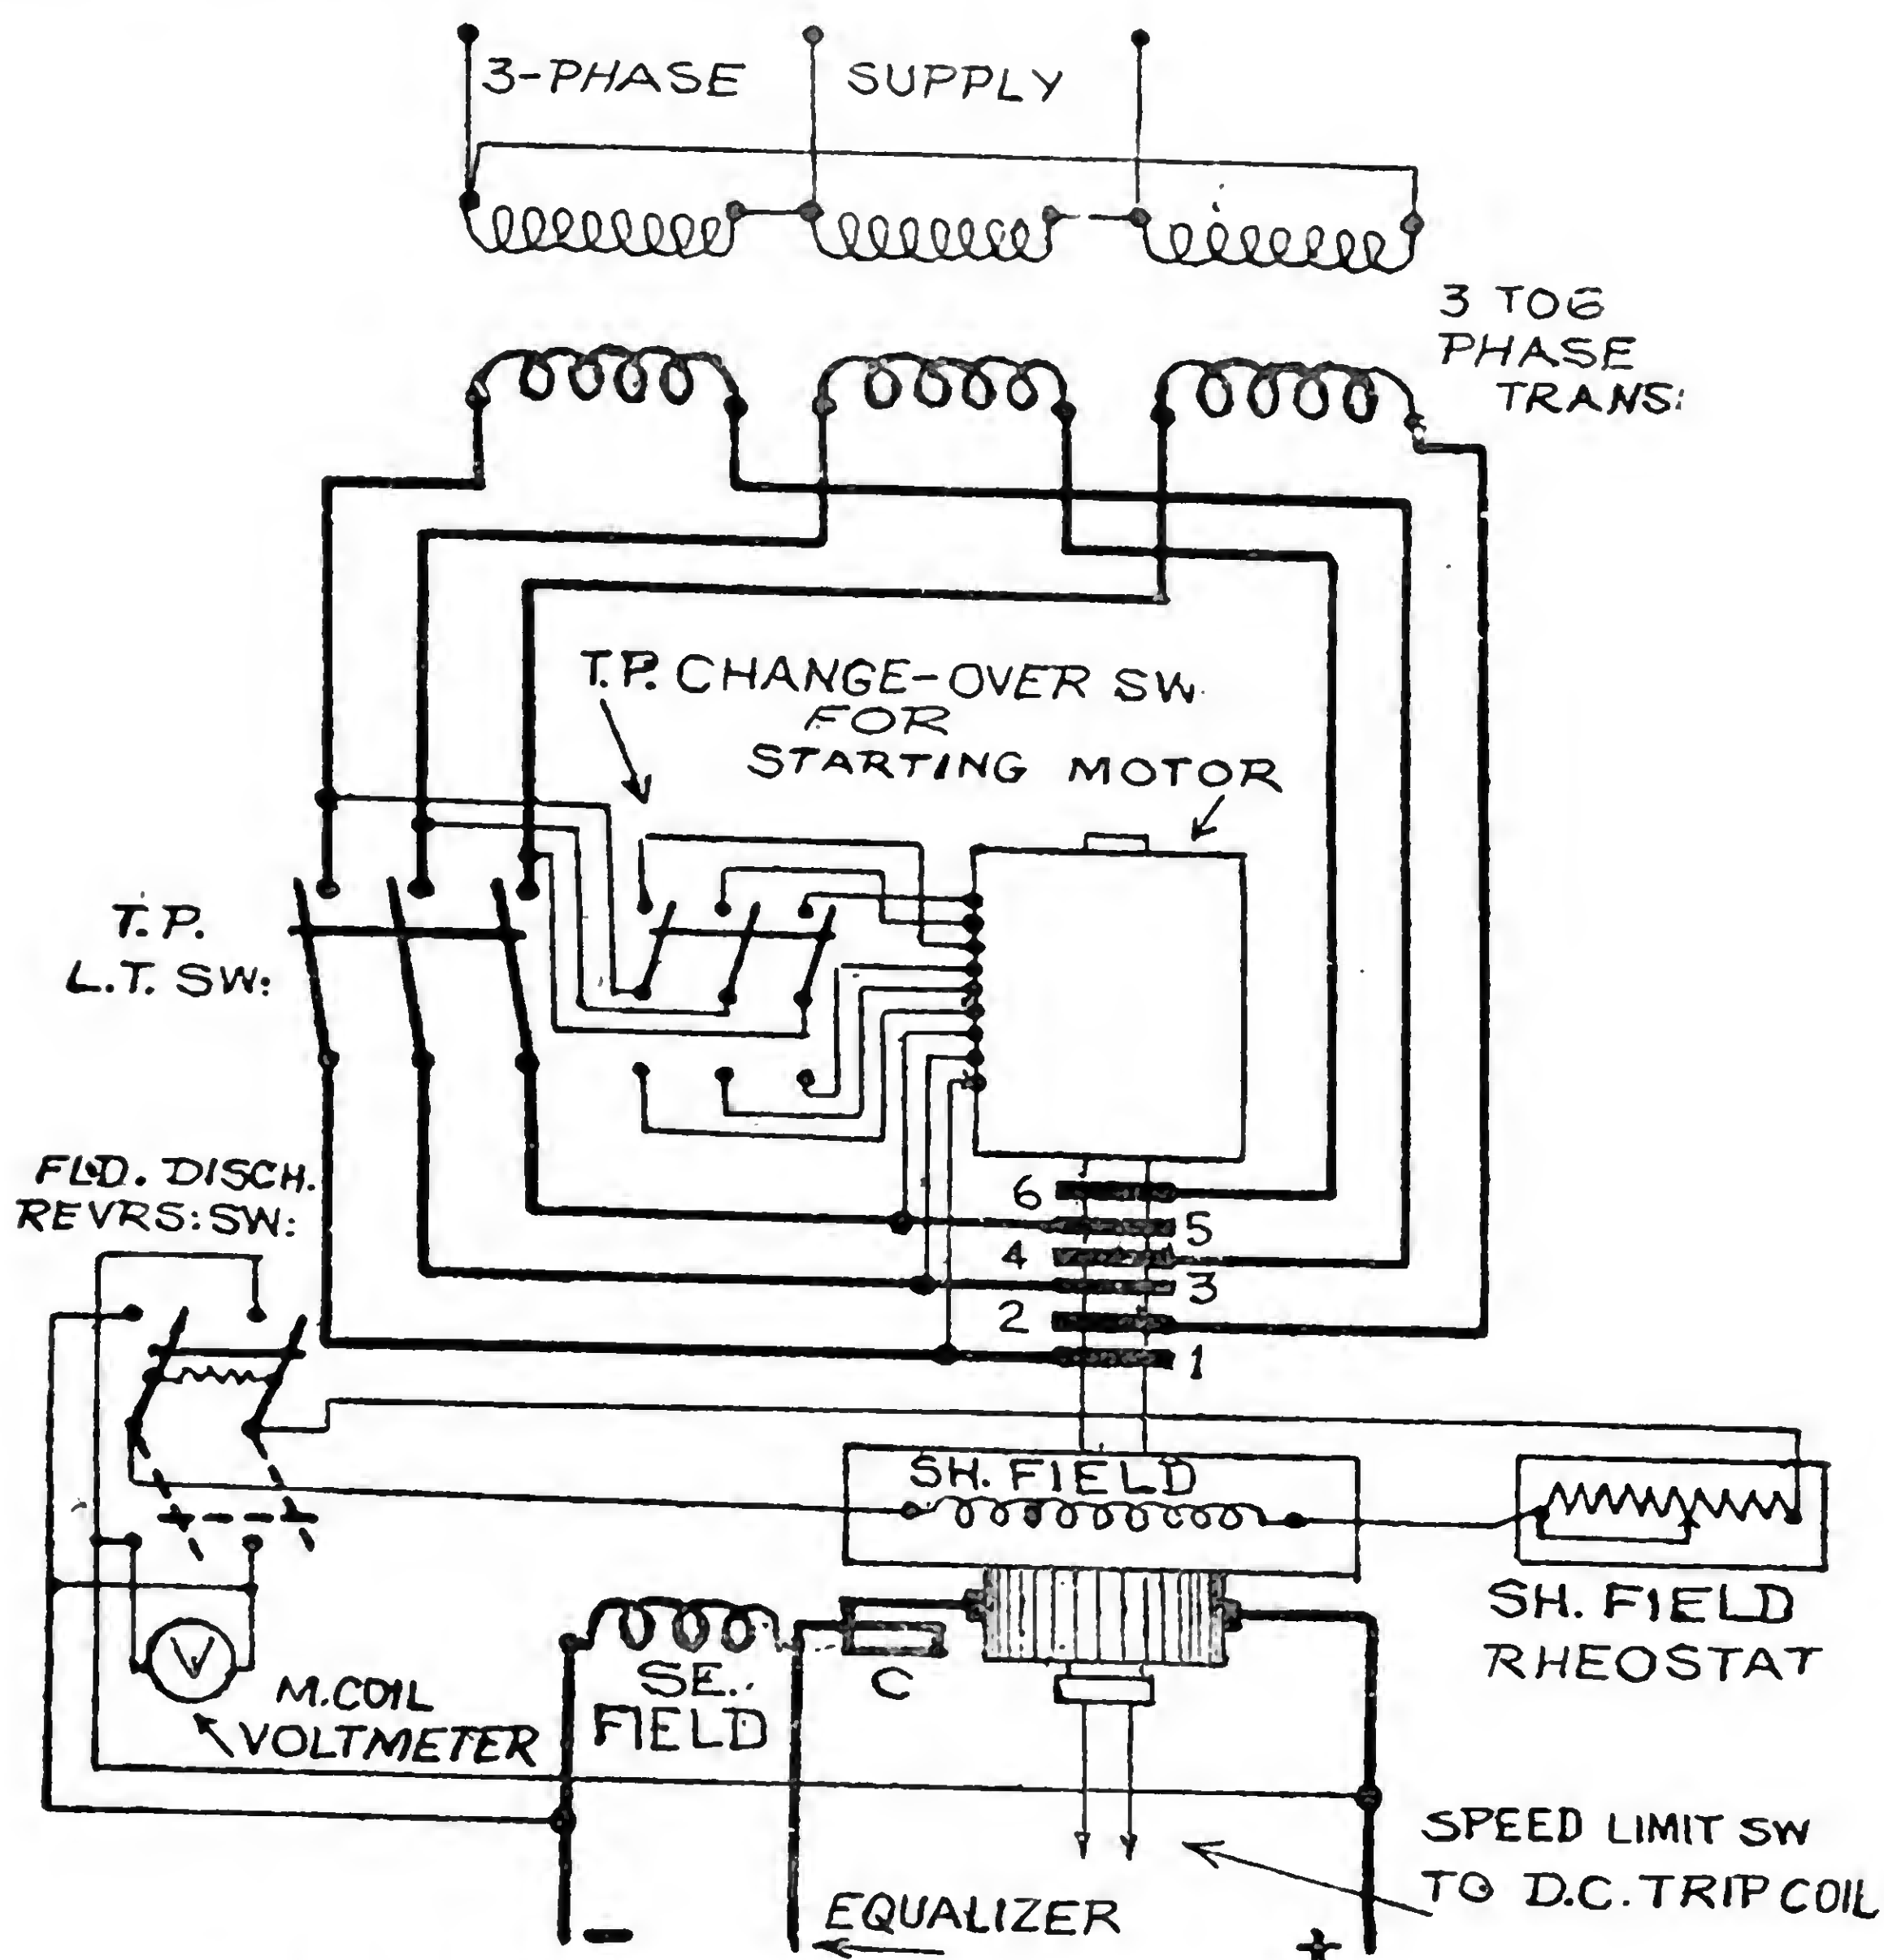 3-PHASE SUPPLY
3 TO 6
PHASE
TRANS:
T.P. CHANGE-OVER SW.
FOR
STARTING MOTOR
T.P.
L.T. SW:
FLD. DISCH.
REVRS: SW:
6
5
4
3
2
1
SH. FIELD
SH. FIELD
RHEOSTAT
V
M.COIL
VOLTMETER
SE.
FIELD
C
SPEED LIMIT SW
TO D.C. TRIP COIL
EQUALIZER
-
+